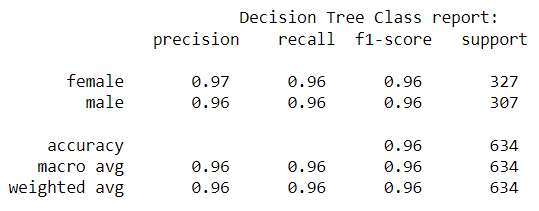 Decision Tree Class report:
precision recall f1-score support
female 0.97 0.96 0.96 327
male 0.96 0.96 0.96 307
accuracy 0.96 634
macro avg 0.96 0.96 0.96 634
weighted avg 0.96 0.96 0.96 634